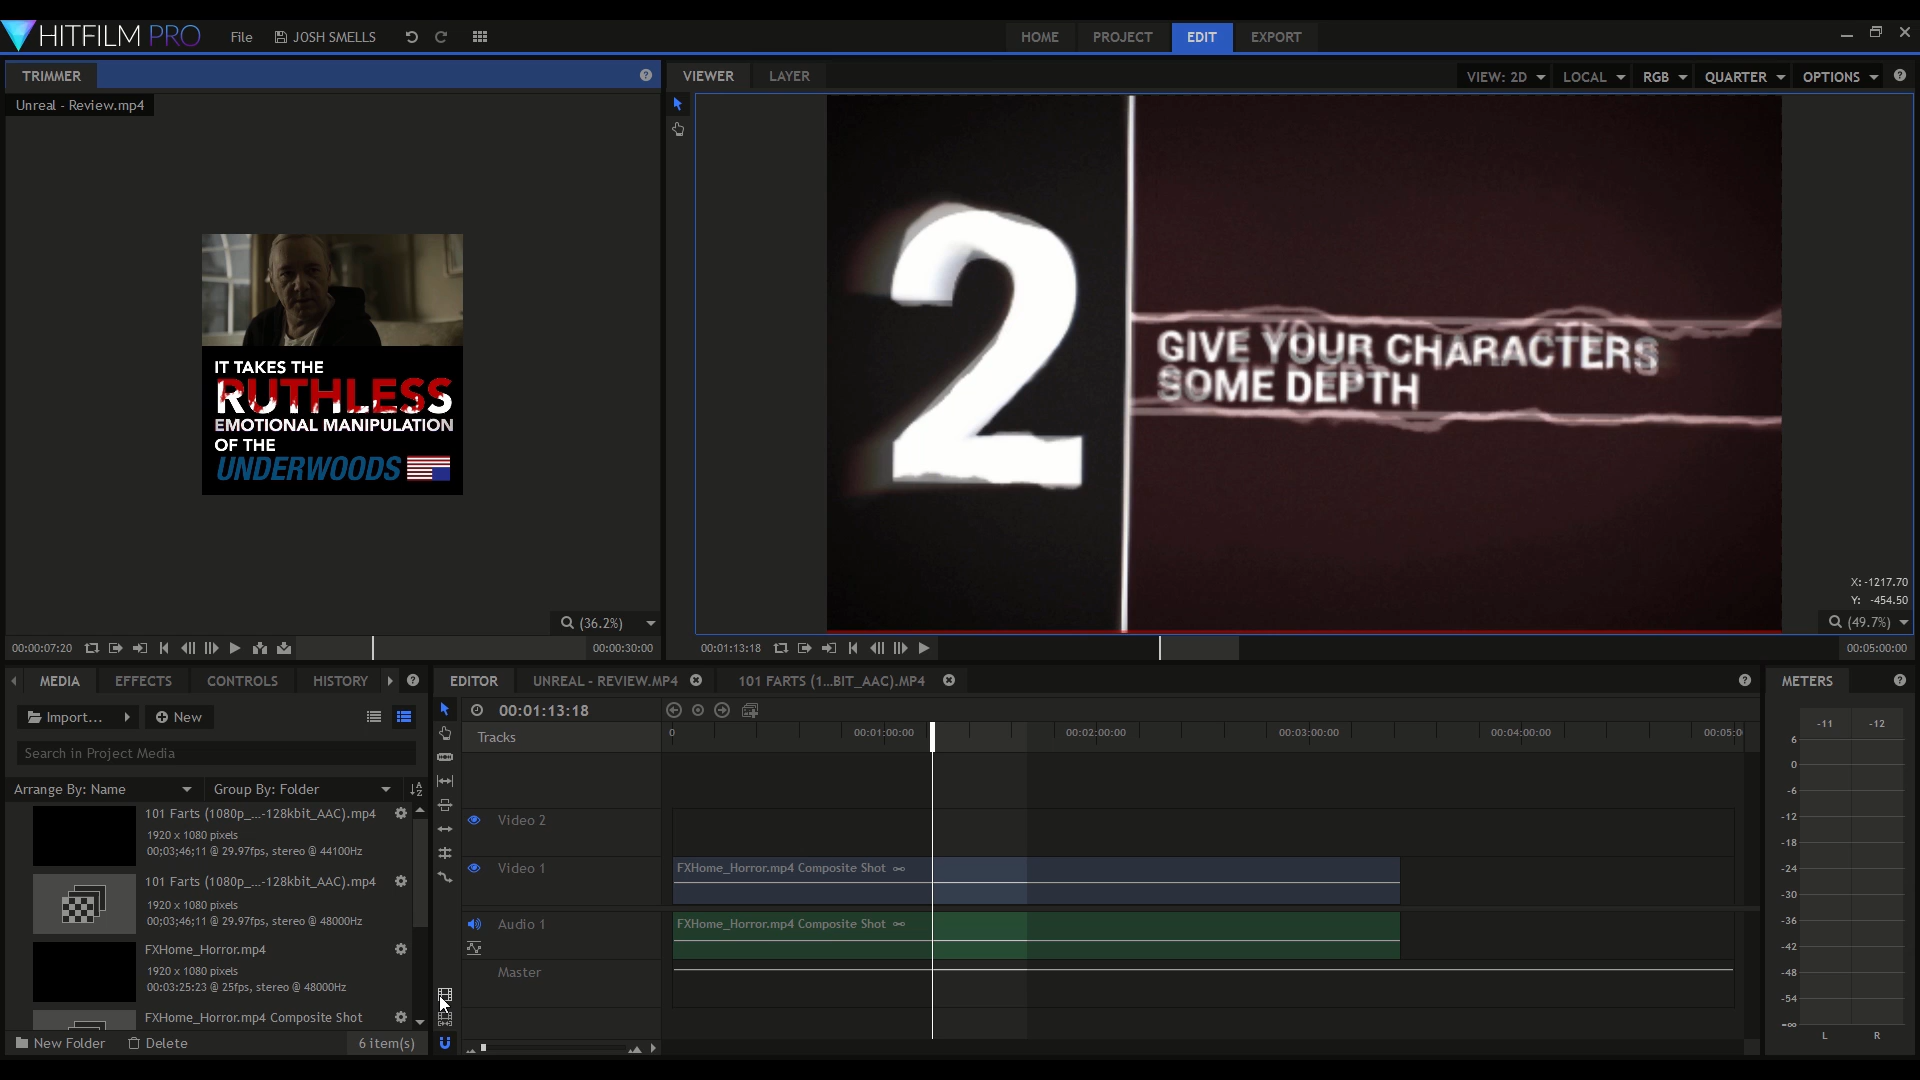 HITFILM PRO
File
JOSH SMELLS
HOME
PROJECT
EDIT
EXPORT
TRIMMER
Unreal - Review.mp4
IT TAKES THE
RUTHLESS
EMOTIONAL MANIPULATION
OF THE
UNDERWOODS
(36.2%)
00:00:07:20
00:00:30:00
VIEWER
LAYER
VIEW: 2D
LOCAL
RGB
QUARTER
OPTIONS
2
GIVE YOUR CHARACTERS
SOME DEPTH
X: -1217.70
Y: -454.50
(49.7%)
00:01:13:18
00:05:00:00
MEDIA
EFFECTS
CONTROLS
HISTORY
Import...
New
Search in Project Media
Arrange By: Name
Group By: Folder
101 Farts (1080p_...-128kbit_AAC).mp4
1920 x 1080 pixels
00;03;46;11 @ 29.97fps, stereo @ 44100Hz
101 Farts (1080p_...-128kbit_AAC).mp4
1920 x 1080 pixels
00;03;46;11 @ 29.97fps, stereo @ 48000Hz
FXHome_Horror.mp4
1920 x 1080 pixels
00:03:25:23 @ 25fps, stereo @ 48000Hz
FXHome_Horror.mp4 Composite Shot
New Folder
Delete
6 item(s)
EDITOR
UNREAL - REVIEW.MP4
101 FARTS (1...BIT_AAC).MP4
00:01:13:18
Tracks
0
00:01:00:00
00:02:00:00
00:03:00:00
00:04:00:00
00:05:0
Video 2
Video 1
FXHome_Horror.mp4 Composite Shot
Audio 1
FXHome_Horror.mp4 Composite Shot
Master
METERS
-11
-12
6
0
-6
-12
-18
-24
-30
-36
-42
-48
-54
-∞
L
R